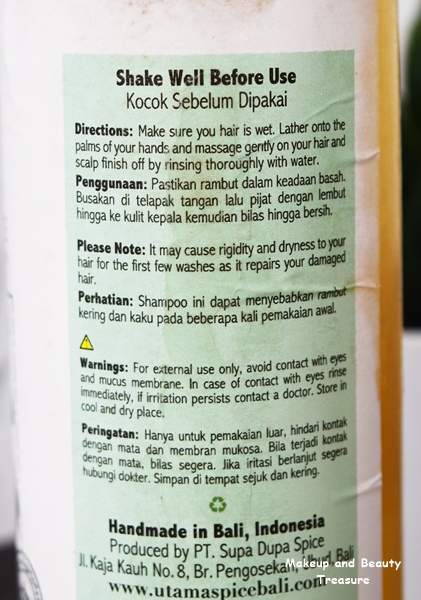 Shake Well Before Use
Kocok Sebelum Dipakai
Directions: Make sure you hair is wet. Lather onto the
palms of your hands and massage gently on your hair and
scalp finish off by rinsing thoroughly with water.
Penggunaan: Pastikan rambut dalam keadaan basah.
Busakan di telapak tangan lalu pijat dengan lembut
hingga ke kulit kepala kemudian bilas hingga bersih.
Please Note: It may cause rigidity and dryness to your
hair for the first few washes as it repairs your damaged
hair.
Perhatian: Shampoo ini dapat menyebabkan rambut
kering dan kaku pada beberapa kali pemakaian awal.
Warnings: For external use only, avoid contact with eyes
and mucus membrane. In case of contact with eyes rinse
immediately, if irritation persists contact a doctor. Store in
cool and dry place.
Peringatan: Hanya untuk pemakaian luar, hindari kontak
dengan mata dan membran mukosa. Bila terjadi kontak
dengan mata, bilas segera. Jika iritasi berlanjut segera
hubungi dokter. Simpan di tempat sejuk dan kering.
Handmade in Bali, Indonesia
Produced by PT. Supa Dupa Spice
Jl. Kaja Kauh No. 8, Br. Pengosekan, Ubud, Bali
www.utamaspicebali.com
Makeup and Beauty
Treasure